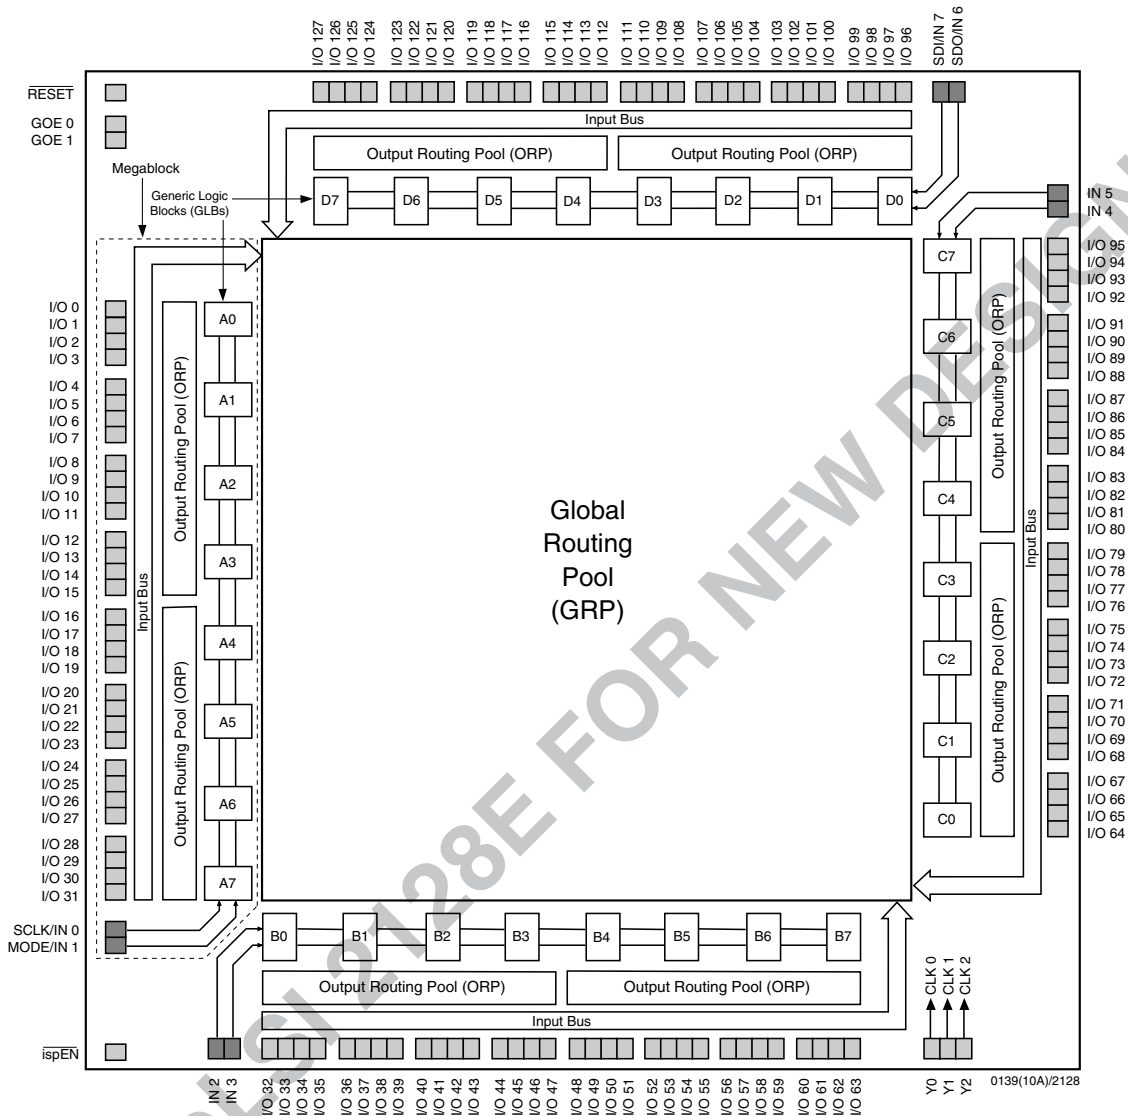 I/O 127
I/O 126
I/O 125
I/O 124
I/O 123
I/O 122
I/O 121
I/O 120
I/O 119
I/O 118
I/O 117
I/O 116
I/O 115
I/O 114
I/O 113
I/O 112
I/O 111
I/O 110
I/O 109
I/O 108
I/O 107
I/O 106
I/O 105
I/O 104
I/O 103
I/O 102
I/O 101
I/O 100
I/O 99
I/O 98
I/O 97
I/O 96
SDI/IN 7
SDO/IN 6
RESET
GOE 0
GOE 1
Input Bus
Output Routing Pool (ORP)
Output Routing Pool (ORP)
Megablock
Generic Logic
Blocks (GLBs)
D7
D6
D5
D4
D3
D2
D1
D0
IN 5
IN 4
I/O 0
I/O 1
I/O 2
I/O 3
I/O 4
I/O 5
I/O 6
I/O 7
I/O 8
I/O 9
I/O 10
I/O 11
I/O 12
I/O 13
I/O 14
I/O 15
I/O 16
I/O 17
I/O 18
I/O 19
I/O 20
I/O 21
I/O 22
I/O 23
I/O 24
I/O 25
I/O 26
I/O 27
I/O 28
I/O 29
I/O 30
I/O 31
SCLK/IN 0
MODE/IN 1
Input Bus
Output Routing Pool (ORP)
Output Routing Pool (ORP)
A0
A1
A2
A3
A4
A5
A6
A7
Global
Routing
Pool
(GRP)
C7
C6
C5
C4
C3
C2
C1
C0
Output Routing Pool (ORP)
Output Routing Pool (ORP)
Input Bus
I/O 95
I/O 94
I/O 93
I/O 92
I/O 91
I/O 90
I/O 89
I/O 88
I/O 87
I/O 86
I/O 85
I/O 84
I/O 83
I/O 82
I/O 81
I/O 80
I/O 79
I/O 78
I/O 77
I/O 76
I/O 75
I/O 74
I/O 73
I/O 72
I/O 71
I/O 70
I/O 69
I/O 68
I/O 67
I/O 66
I/O 65
I/O 64
B0
B1
B2
B3
B4
B5
B6
B7
Output Routing Pool (ORP)
Output Routing Pool (ORP)
Input Bus
CLK 0
CLK 1
CLK 2
ispEN
IN 2
IN 3
I/O 32
I/O 33
I/O 34
I/O 35
I/O 36
I/O 37
I/O 38
I/O 39
I/O 40
I/O 41
I/O 42
I/O 43
I/O 44
I/O 45
I/O 46
I/O 47
I/O 48
I/O 49
I/O 50
I/O 51
I/O 52
I/O 53
I/O 54
I/O 55
I/O 56
I/O 57
I/O 58
I/O 59
I/O 60
I/O 61
I/O 62
I/O 63
Y0
Y1
Y2
0139(10A)/2128
LSI 2128E FOR NEW DESIGN